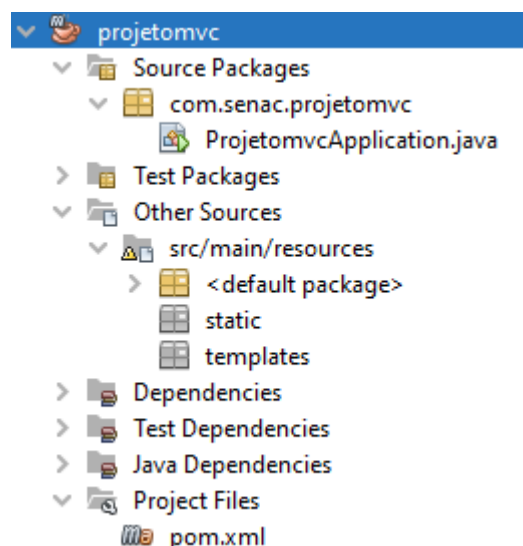 projetomvc
Source Packages
com.senac.projetomvc
ProjetomvcApplication.java
Test Packages
Other Sources
src/main/resources
<default package>
static
templates
Dependencies
Test Dependencies
Java Dependencies
Project Files
pom.xml